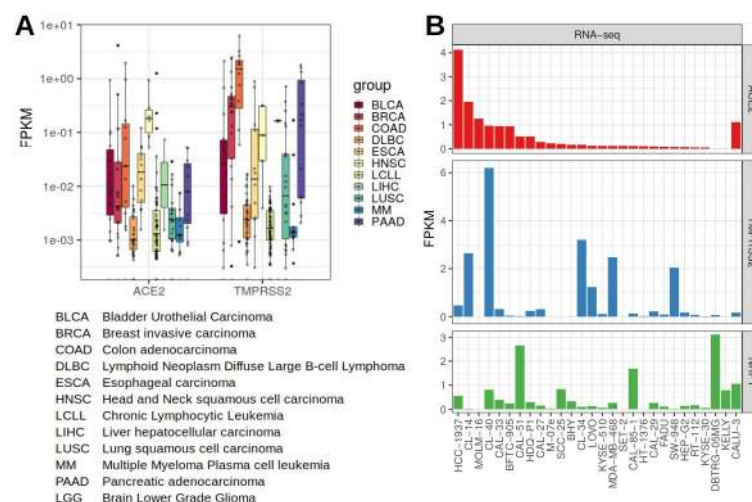 A
1e+01
1e+00
1e-01
1e-02
1e-03
FPKM
ACE2 TMPRSS2
group
BLCA
BRCA
COAD
DLBC
ESCA
HNSC
LCLL
LIHC
LUSC
MM
PAAD
BLCA Bladder Urothelial Carcinoma
BRCA Breast invasive carcinoma
COAD Colon adenocarcinoma
DLBC Lymphoid Neoplasm Diffuse Large B-cell Lymphoma
ESCA Esophageal carcinoma
HNSC Head and Neck squamous cell carcinoma
LCLL Chronic Lymphocytic Leukemia
LIHC Liver hepatocellular carcinoma
LUSC Lung squamous cell carcinoma
MM Multiple Myeloma Plasma cell leukemia
PAAD Pancreatic adenocarcinoma
LGG Brain Lower Grade Glioma
B
RNA-seq
4
3
2
1
0
6
4
2
0
3
2
1
0
FPKM
HCC-1937
CL-14
MOLM-16
CL-40
CAL-33
BFTC-905
CAL-51
HDQ-P1
CAL-27
M-07e
SCC-25
BHY
CL-34
LOVO
KYSE-510
MDA-MB-468
SET-2
CAL-85-1
HT-1376
CAL-29
FADU
SW-948
HEP-G2
RT-112
KYSE-30
DBTRG-05MG
KELLY
CALU-3